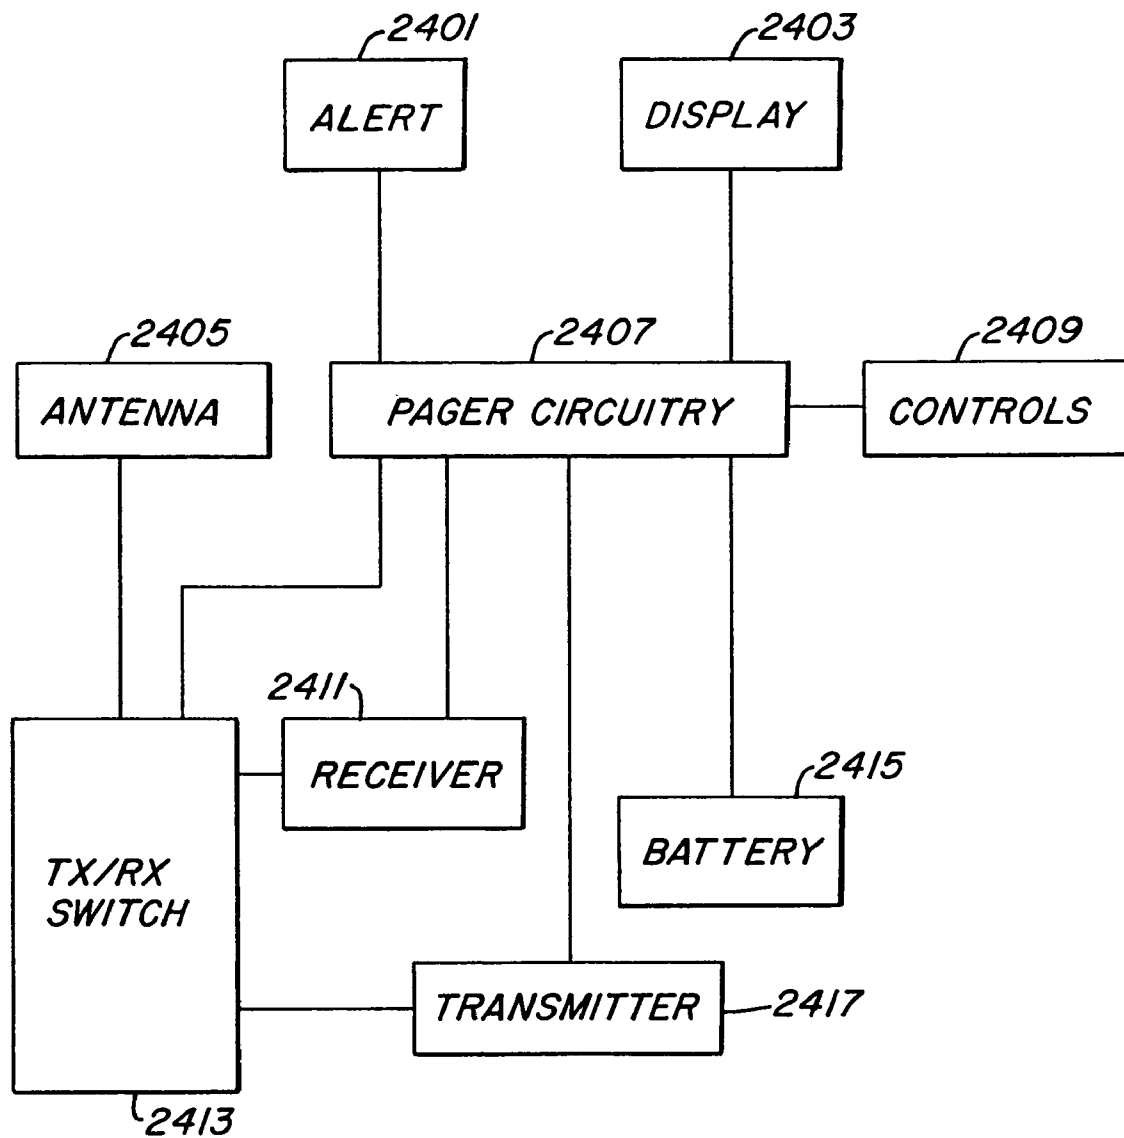 2401
ALERT
2403
DISPLAY
2405
ANTENNA
2407
PAGER CIRCUITRY
2409
CONTROLS
2411
RECEIVER
2415
BATTERY
TX/RX
SWITCH
2413
TRANSMITTER
2417